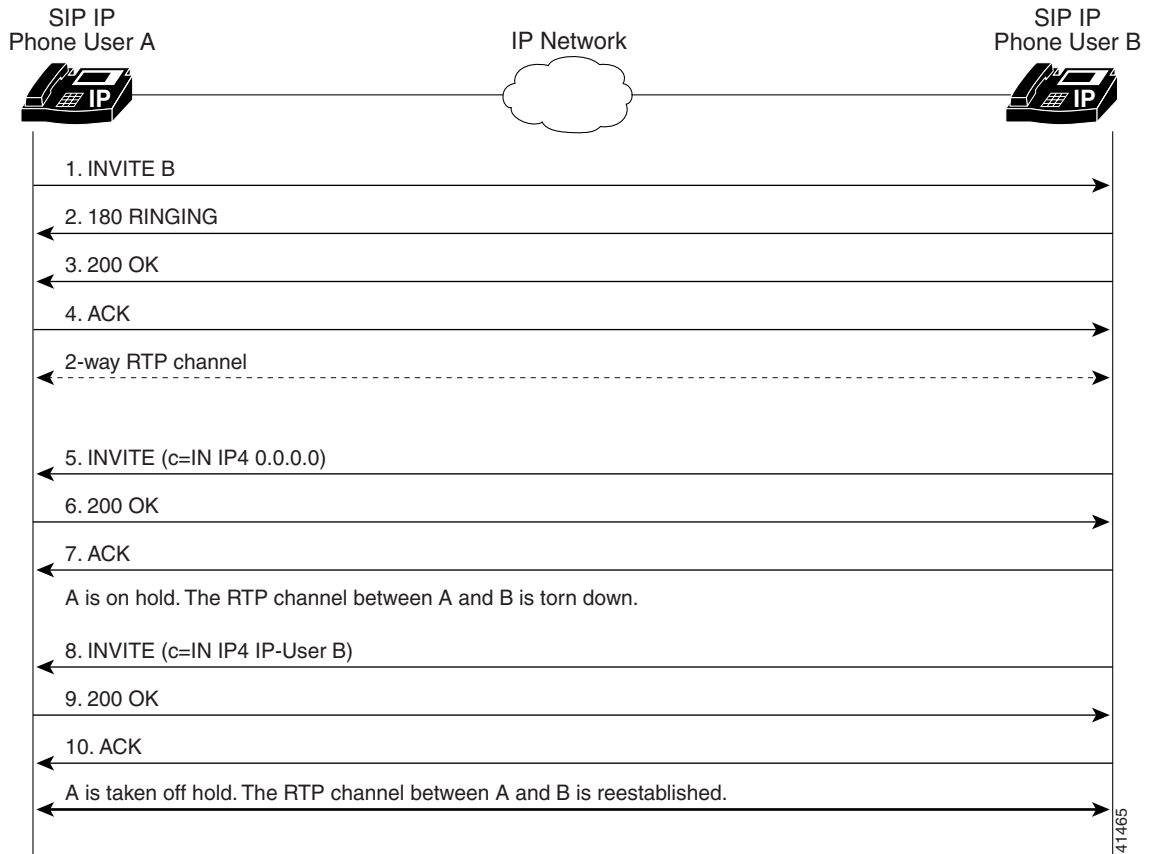 SIP IP
Phone User A
IP Network
SIP IP
Phone User B
IP
IP
1. INVITE B
2. 180 RINGING
3. 200 OK
4. ACK
2-way RTP channel
5. INVITE (c=IN IP4 0.0.0.0)
6. 200 OK
7. ACK
A is on hold. The RTP channel between A and B is torn down.
8. INVITE (c=IN IP4 IP-User B)
9. 200 OK
10. ACK
A is taken off hold. The RTP channel between A and B is reestablished.
41465